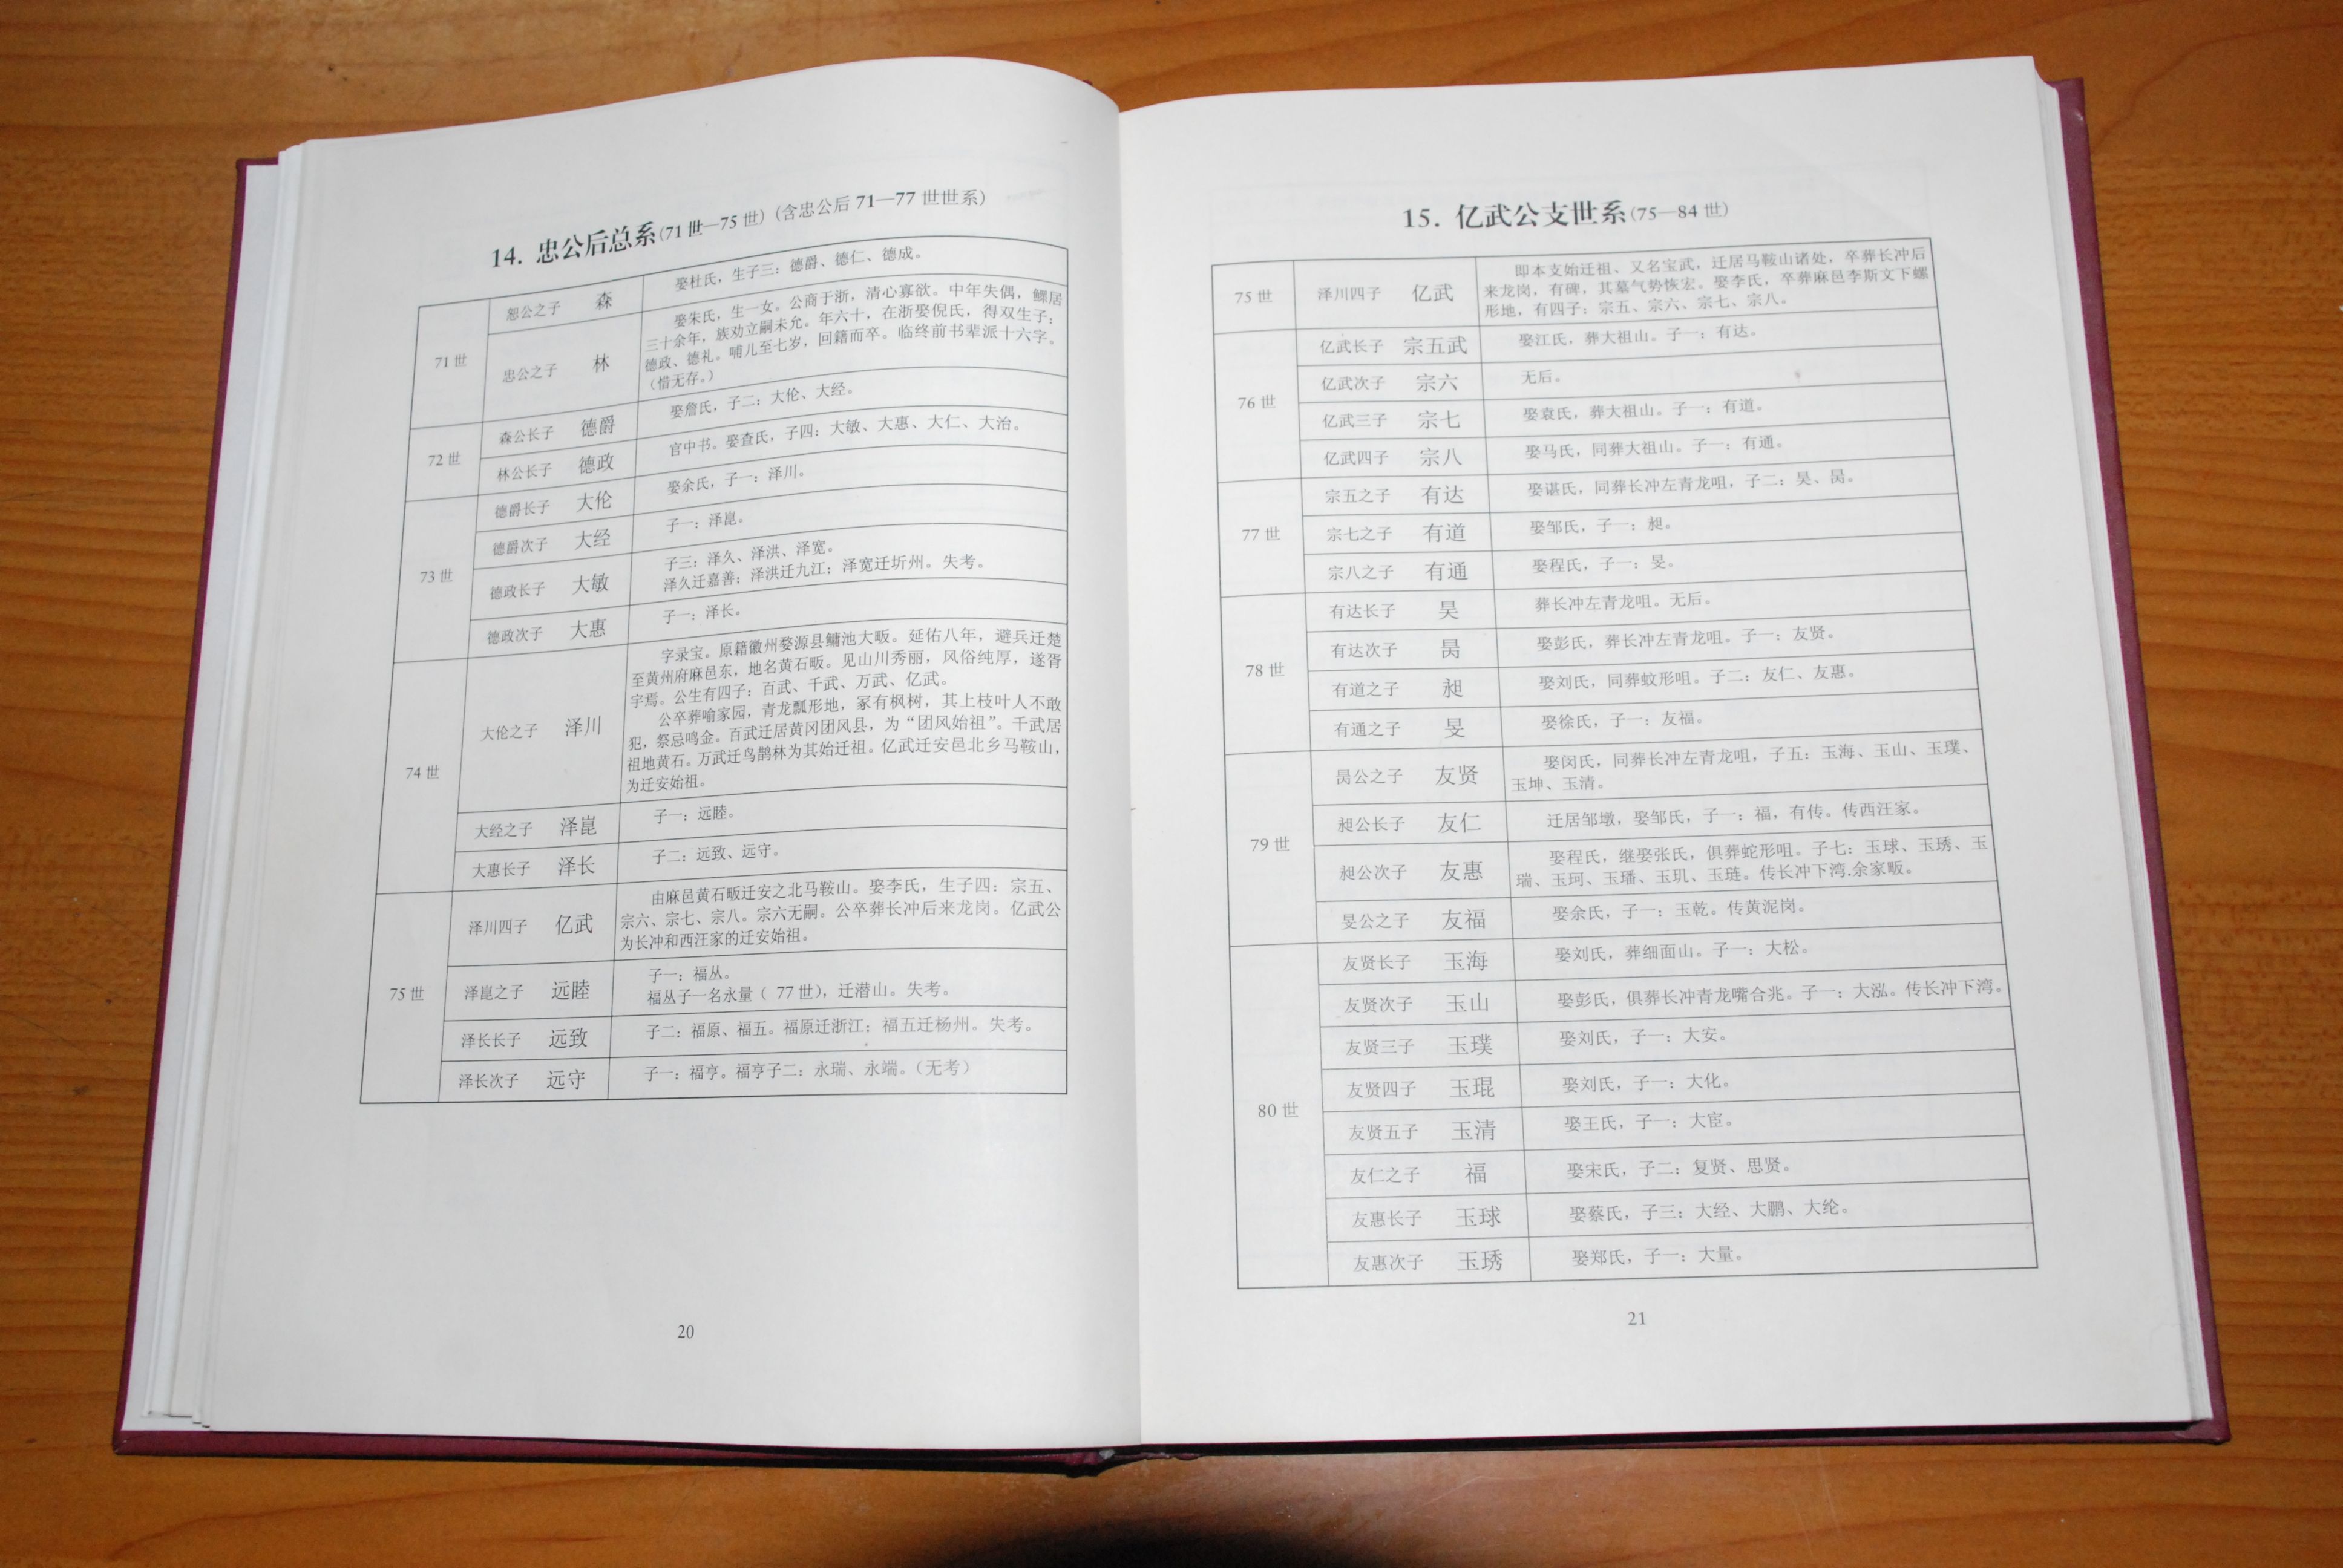 14. 忠公后总系(71世—75世)(含忠公后71—77世世系)
71世
恕公之子 森
娶杜氏，生子三：德爵、德仁、德成。
忠公之子 林
娶朱氏，生一女。公商于浙，清心寡欲。中年失偶，鳏居
三十余年，族劝立嗣未允。年六十，在浙娶倪氏，得双生子：
德政、德礼。哺儿至七岁，回籍而卒。临终前书辈派十六字。
（惜无存。）
72世
森公长子 德爵
娶詹氏，子二：大伦、大经。
林公长子 德政
官中书。娶查氏，子四：大敏、大惠、大仁、大治。
73世
德爵长子 大伦
娶余氏，子一：泽川。
德爵次子 大经
子一：泽崑。
德政长子 大敏
子三：泽久、泽洪、泽宽。
泽久迁嘉善；泽洪迁九江；泽宽迁圻州。失考。
德政次子 大惠
子一：泽长。
74世
大伦之子 泽川
字录宝。原籍徽州婺源县鳙池大畈。延佑八年，避兵迁楚
至黄州府麻邑东，地名黄石畈。见山川秀丽，风俗纯厚，遂胥
宇焉。公生有四子：百武、千武、万武、亿武。
公卒葬喻家园，青龙瓢形地，冢有枫树，其上枝叶人不敢
犯，祭忌鸣金。百武迁居黄冈团风县，为“团风始祖”。千武居
祖地黄石。万武迁鸟鹊林为其始迁祖。亿武迁安邑北乡马鞍山，
为迁安始祖。
大经之子 泽崑
子一：远睦。
大惠长子 泽长
子二：远致、远守。
75世
泽川四子 亿武
由麻邑黄石畈迁安之北马鞍山。娶李氏，生子四：宗五、
宗六、宗七、宗八。宗六无嗣。公卒葬长冲后来龙岗。亿武公
为长冲和西汪家的迁安始祖。
泽崑之子 远睦
子一：福丛。
福丛子一名永量（77世），迁潜山。失考。
泽长长子 远致
子二：福原、福五。福原迁浙江；福五迁杨州。失考。
泽长次子 远守
子一：福亨。福亨子二：永瑞、永端。（无考）
20
15. 亿武公支世系(75—84世)
75世
泽川四子 亿武
即本支始迁祖、又名宝武，迁居马鞍山诸处，卒葬长冲后
来龙岗，有碑，其墓气势恢宏。娶李氏，卒葬麻邑李斯文下螺
形地，有四子：宗五、宗六、宗七、宗八。
76世
亿武长子 宗五武
娶江氏，葬大祖山。子一：有达。
亿武次子 宗六
无后。
亿武三子 宗七
娶袁氏，葬大祖山。子一：有道。
亿武四子 宗八
娶马氏，同葬大祖山。子一：有通。
77世
宗五之子 有达
娶谌氏，同葬长冲左青龙咀，子二：昊、昺。
宗七之子 有道
娶邹氏，子一：昶。
宗八之子 有通
娶程氏，子一：旻。
78世
有达长子 昊
葬长冲左青龙咀。无后。
有达次子 昺
娶彭氏，葬长冲左青龙咀。子一：友贤。
有道之子 昶
娶刘氏，同葬蚊形咀。子二：友仁、友惠。
有通之子 旻
娶徐氏，子一：友福。
79世
昺公之子 友贤
娶闵氏，同葬长冲左青龙咀，子五：玉海、玉山、玉璞、
玉坤、玉清。
昶公长子 友仁
迁居邹墩，娶邹氏，子一：福，有传。传西汪家。
昶公次子 友惠
娶程氏，继娶张氏，俱葬蛇形咀。子七：玉球、玉琇、玉
瑞、玉珂、玉璠、玉玑、玉琏。传长冲下湾.余家畈。
旻公之子 友福
娶余氏，子一：玉乾。传黄泥岗。
80世
友贤长子 玉海
娶刘氏，葬细面山。子一：大松。
友贤次子 玉山
娶彭氏，俱葬长冲青龙嘴合兆。子一：大泓。传长冲下湾。
友贤三子 玉璞
娶刘氏，子一：大安。
友贤四子 玉琨
娶刘氏，子一：大化。
友贤五子 玉清
娶王氏，子一：大宦。
友仁之子 福
娶宋氏，子二：复贤、思贤。
友惠长子 玉球
娶蔡氏，子三：大经、大鹏、大纶。
友惠次子 玉琇
娶郑氏，子一：大量。
21